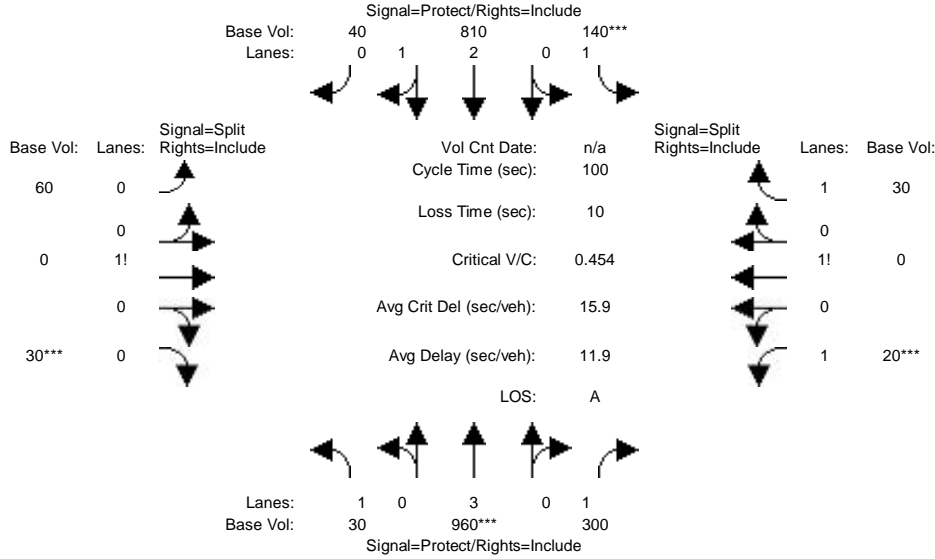 Signal=Protect/Rights=Include
Base Vol: 40 810 140***
Lanes: 0 1 2 0 1
Signal=Split
Rights=Include
Base Vol: Lanes:
60 0
0
0 1!
0
30*** 0
Vol Cnt Date: n/a
Cycle Time (sec): 100
Loss Time (sec): 10
Critical V/C: 0.454
Avg Crit Del (sec/veh): 15.9
Avg Delay (sec/veh): 11.9
LOS: A
Signal=Split
Rights=Include
Lanes: Base Vol:
1 30
0
1! 0
0
1 20***
Lanes: 1 0 3 0 1
Base Vol: 30 960*** 300
Signal=Protect/Rights=Include